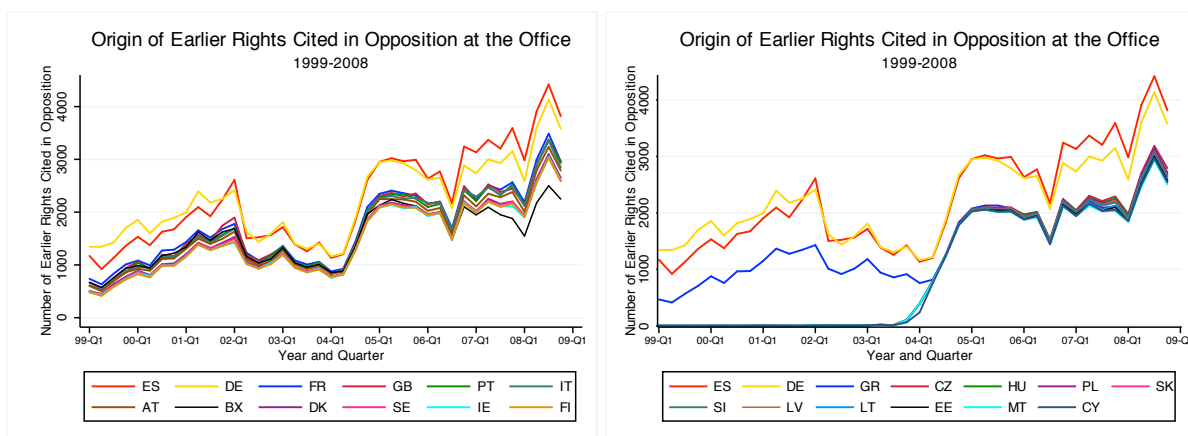 Origin of Earlier Rights Cited in Opposition at the Office
1999-2008
Number of Earlier Rights Cited in Opposition
4000
3000
2000
1000
0
99-Q1 00-Q1 01-Q1 02-Q1 03-Q1 04-Q1 05-Q1 06-Q1 07-Q1 08-Q1 09-Q1
Year and Quarter
ES DE FR GB PT IT
AT BX DK SE IE FI
Origin of Earlier Rights Cited in Opposition at the Office
1999-2008
Number of Earlier Rights Cited in Opposition
4000
3000
2000
1000
0
99-Q1 00-Q1 01-Q1 02-Q1 03-Q1 04-Q1 05-Q1 06-Q1 07-Q1 08-Q1 09-Q1
Year and Quarter
ES DE GR CZ HU PL SK
SI LV LT EE MT CY